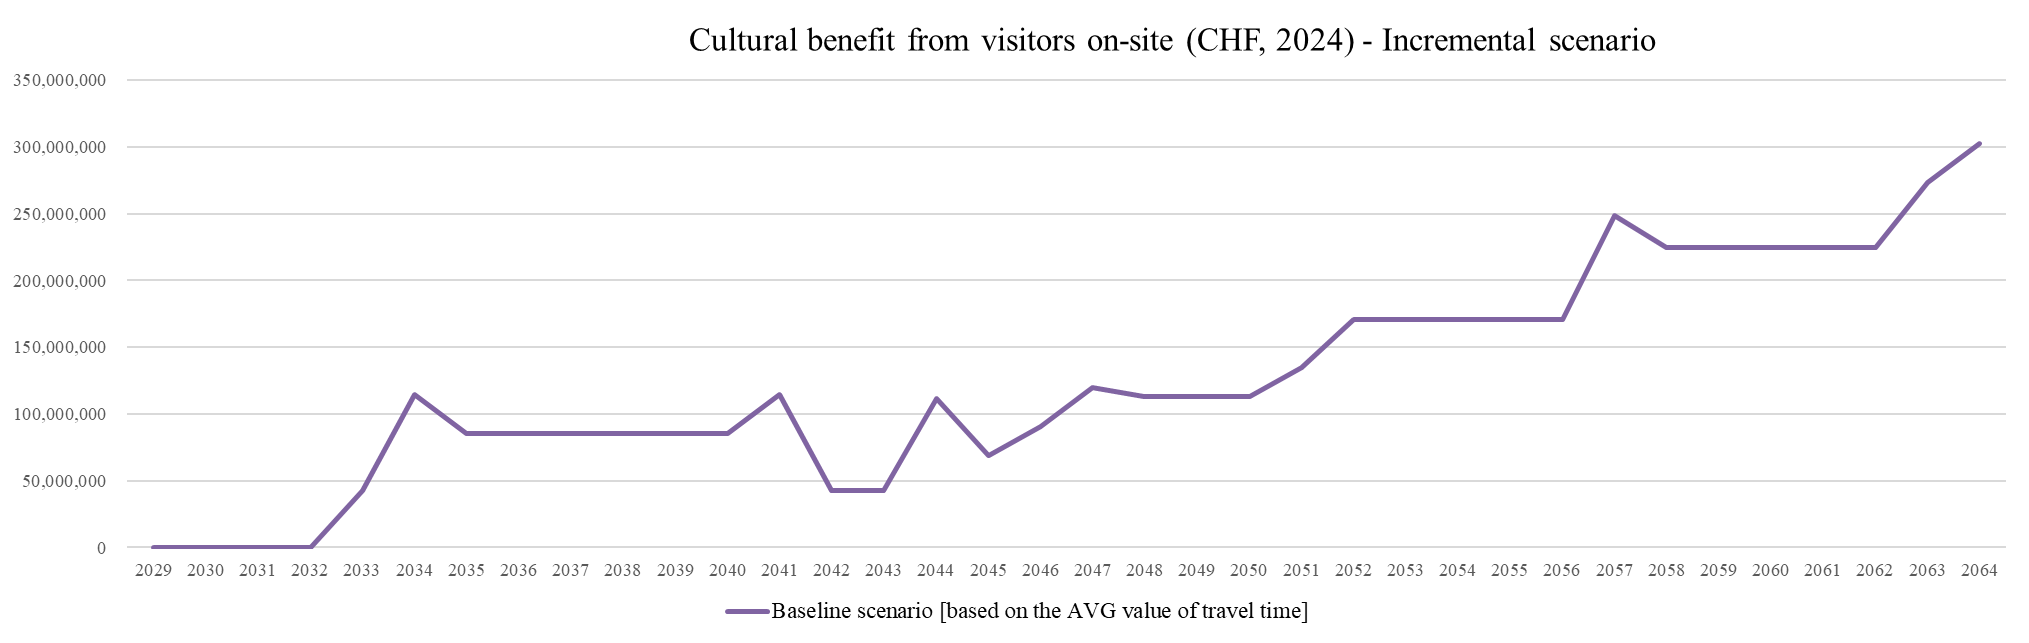 Cultural benefit from visitors on-site (CHF, 2024) - Incremental scenario
350,000,000
300,000,000
250,000,000
200,000,000
150,000,000
100,000,000
50,000,000
0
2029 2030 2031 2032 2033 2034 2035 2036 2037 2038 2039 2040 2041 2042 2043 2044 2045 2046 2047 2048 2049 2050 2051 2052 2053 2054 2055 2056 2057 2058 2059 2060 2061 2062 2063 2064
Baseline scenario [based on the AVG value of travel time]